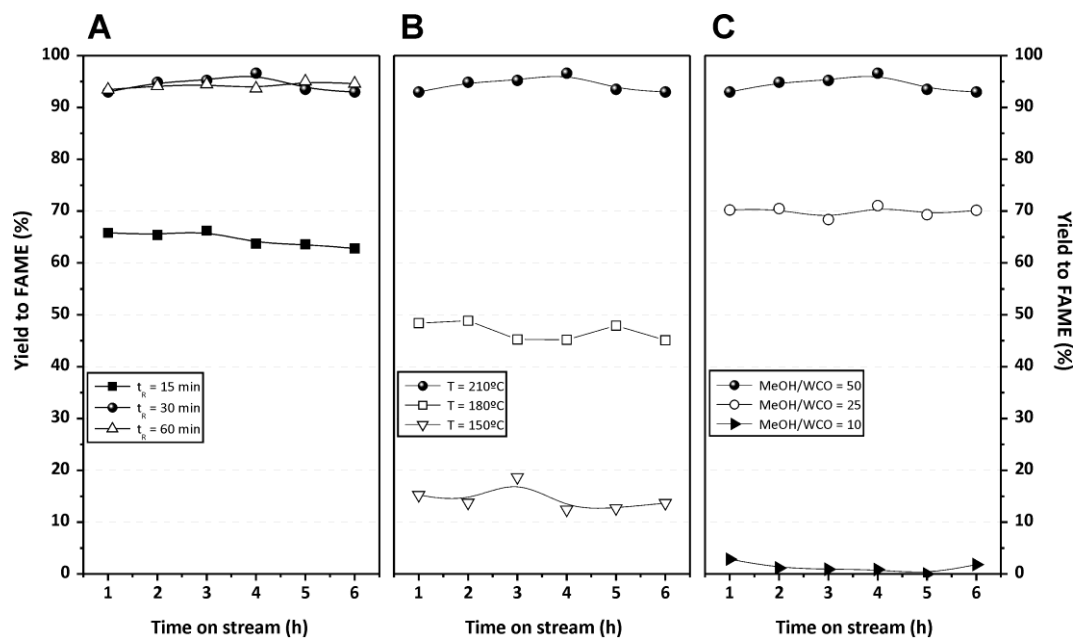 A
B
C
Yield to FAME (%)
100
90
80
70
60
50
40
30
20
10
0
t_R = 15 min
t_R = 30 min
t_R = 60 min
1 2 3 4 5 6
Time on stream (h)
T = 210ºC
T = 180ºC
T = 150ºC
1 2 3 4 5 6
Time on stream (h)
MeOH/WCO = 50
MeOH/WCO = 25
MeOH/WCO = 10
1 2 3 4 5 6
Time on stream (h)
100
90
80
70
60
50
40
30
20
10
0
Yield to FAME (%)